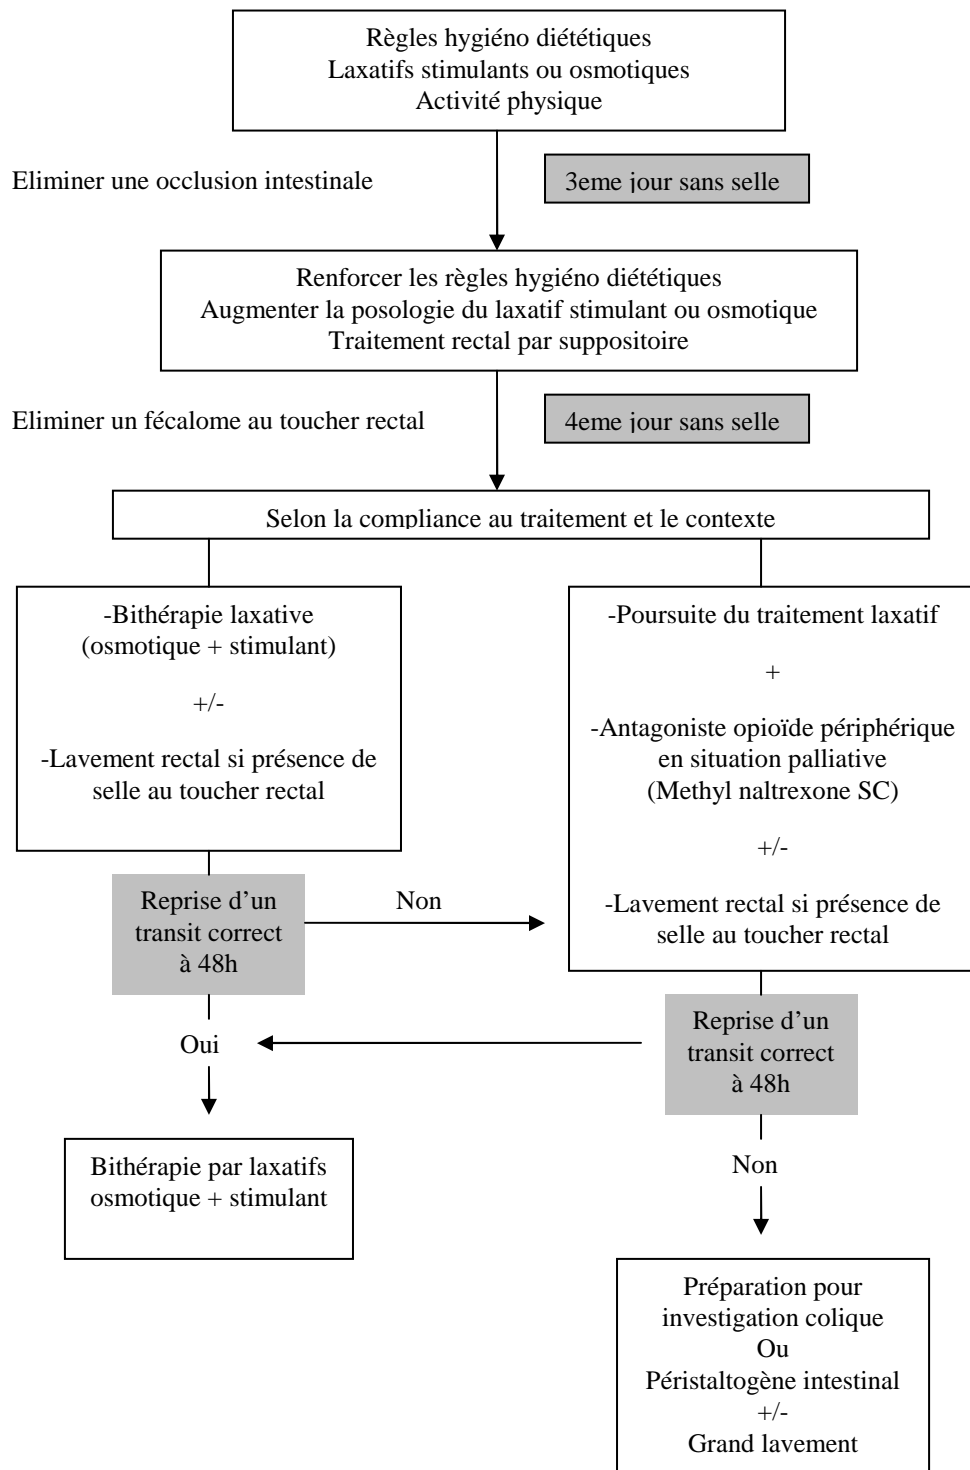 Règles hygiéno diététiques
Laxatifs stimulants ou osmotiques
Activité physique
Eliminer une occlusion intestinale
3eme jour sans selle
Renforcer les règles hygiéno diététiques
Augmenter la posologie du laxatif stimulant ou osmotique
Traitement rectal par suppositoire
Eliminer un fécalome au toucher rectal
4eme jour sans selle
Selon la compliance au traitement et le contexte
-Bithérapie laxative
(osmotique + stimulant)
+/-
-Lavement rectal si présence de
selle au toucher rectal
-Poursuite du traitement laxatif
+
-Antagoniste opioïde périphérique
en situation palliative
(Methyl naltrexone SC)
+/-
-Lavement rectal si présence de
selle au toucher rectal
Reprise d’un
transit correct
à 48h
Non
Reprise d’un
transit correct
à 48h
Oui
Non
Bithérapie par laxatifs
osmotique + stimulant
Préparation pour
investigation colique
Ou
Péristaltogène intestinal
+/-
Grand lavement